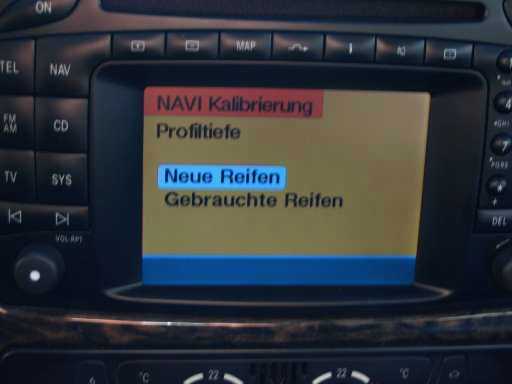 ON
MAP
TEL
NAV
NAVI Kalibrierung
Profiltiefe
FM
AM
CD
TV
SYS
Neue Reifen
Gebrauchte Reifen
VOL·RPT
DEL
°C
22
22
°C